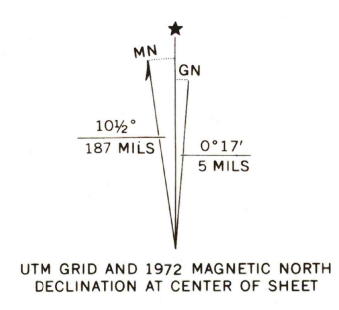 ★
MN
GN
10½°
187 MILS
0°17'
5 MILS
UTM GRID AND 1972 MAGNETIC NORTH
DECLINATION AT CENTER OF SHEET